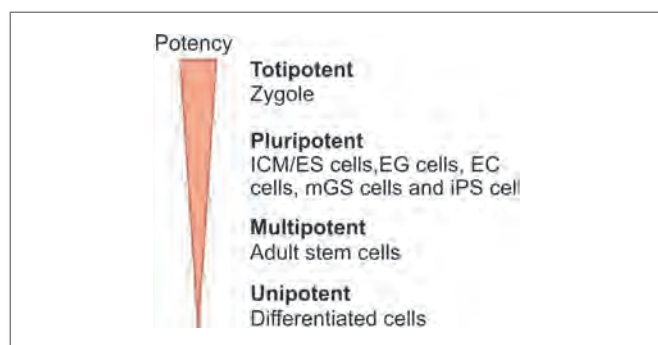 Potency
Totipotent
Zygole
Pluripotent
ICM/ES cells,EG cells, EC
cells, mGS cells and iPS cell
Multipotent
Adult stem cells
Unipotent
Differentiated cells